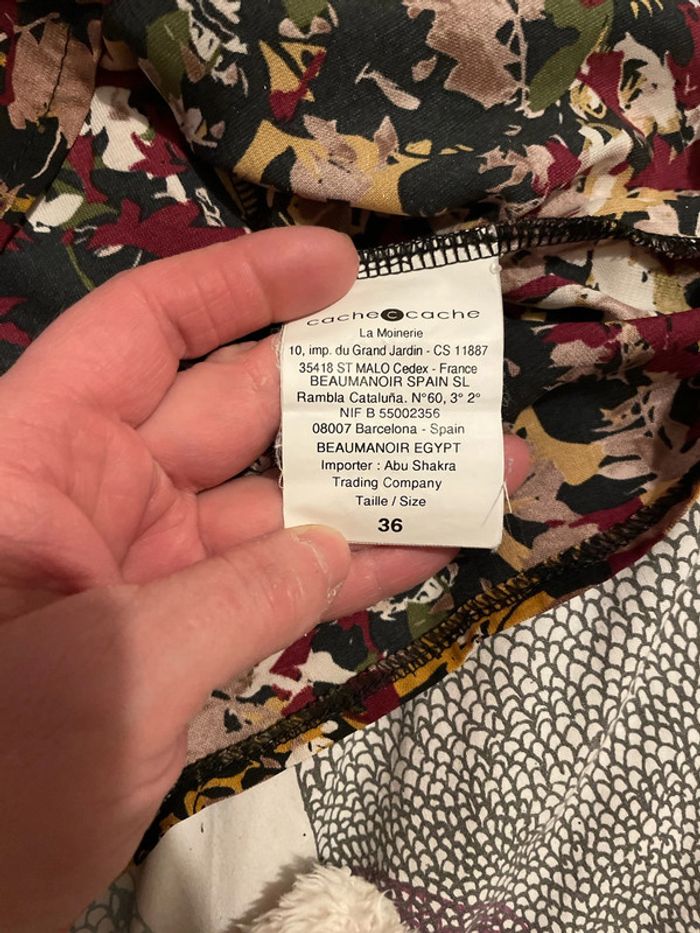 cache c cache
La Moinerie
10, imp. du Grand Jardin - CS 11887
35418 ST MALO Cedex - France
BEAUMANOIR SPAIN SL
Rambla Cataluña. N°60, 3° 2°
NIF B 55002356
08007 Barcelona - Spain
BEAUMANOIR EGYPT
Importer : Abu Shakra
Trading Company
Taille / Size
36